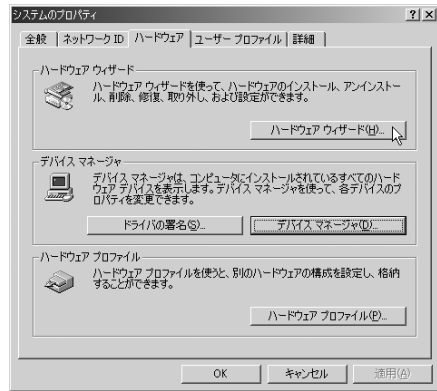 システムのプロパティ
? ×
全般 ネットワーク ID ハードウェア ユーザー プロファイル 詳細
ハードウェア ウィザード
ハードウェア ウィザードを使って、ハードウェアのインストール、アンインストー
ル、削除、修復、取り外し、および設定ができます。
ハードウェア ウィザード(H)...
デバイス マネージャ
デバイス マネージャは、コンピュータにインストールされているすべてのハード
ウェア デバイスを表示します。デバイス マネージャを使って、各デバイスのプ
ロパティを変更できます。
ドライバの署名(S)... デバイス マネージャ(D)...
ハードウェア プロファイル
ハードウェア プロファイルを使うと、別のハードウェアの構成を設定し、格納
することができます。
ハードウェア プロファイル(P)...
OK キャンセル 適用(A)